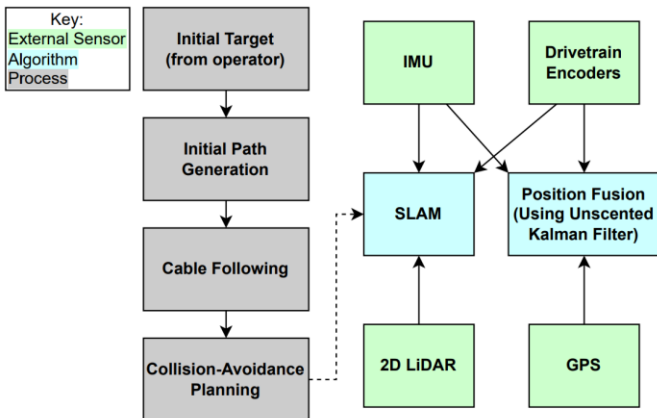 Key:
External Sensor
Algorithm
Process
Initial Target
(from operator)
Initial Path
Generation
Cable Following
Collision-Avoidance
Planning
IMU
Drivetrain
Encoders
SLAM
Position Fusion
(Using Unscented
Kalman Filter)
2D LiDAR
GPS